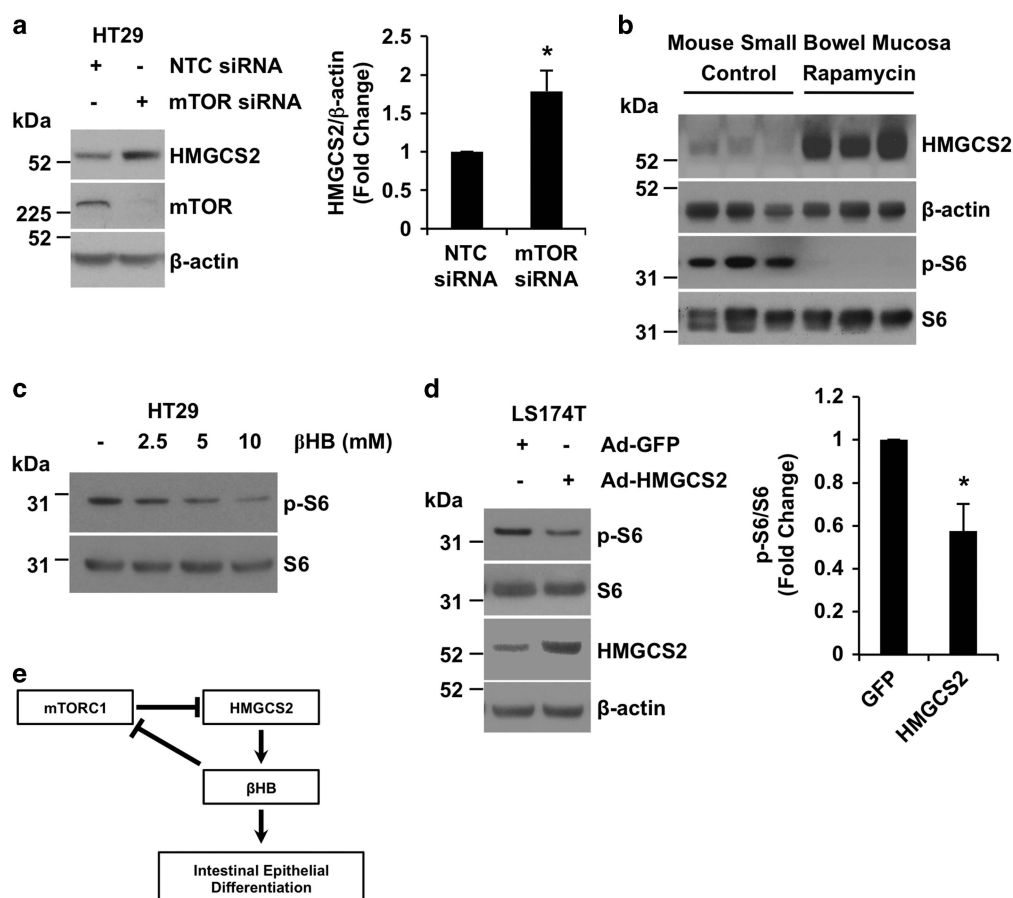 a
HT29
+ - NTC siRNA
- + mTOR siRNA
kDa
52 HMGCS2
225 mTOR
52
β-actin
HMGCS2/β-actin
(Fold Change)
2.5
2
1.5
1
0.5
0
*
NTC siRNA
mTOR siRNA
b
Mouse Small Bowel Mucosa
Control Rapamycin
kDa
52 HMGCS2
52
β-actin
31 p-S6
31 S6
c
HT29
- 2.5 5 10 βHB (mM)
kDa
31 p-S6
31 S6
d
LS174T
+ - Ad-GFP
- + Ad-HMGCS2
kDa
31 p-S6
31 S6
52 HMGCS2
52
β-actin
p-S6/S6
(Fold Change)
1.2
1
0.8
0.6
0.4
0.2
0
*
GFP
HMGCS2
e
mTORC1
HMGCS2
βHB
Intestinal Epithelial
Differentiation